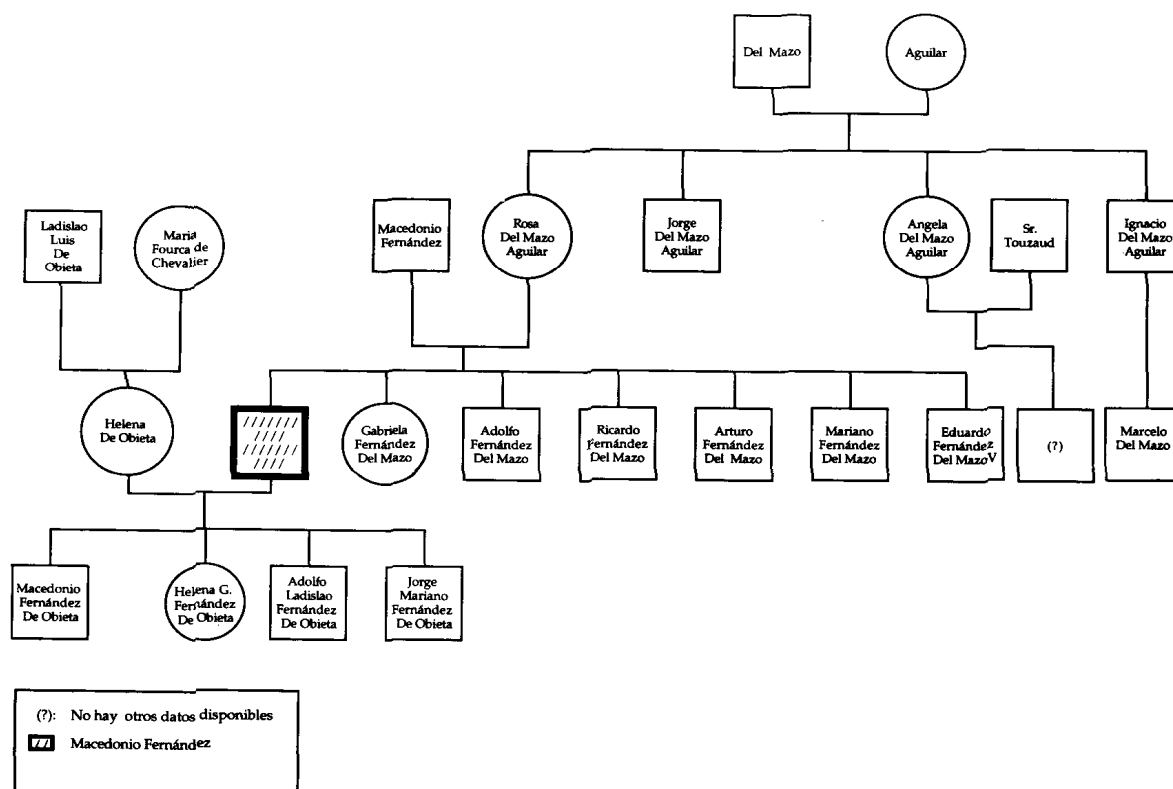 Del Mazo
Aguilar
Ladislao
Luis
De
Obieta
Maria
Fourca de
Chevalier
Macedonio
Fernández
Rosa
Del Mazo
Aguilar
Jorge
Del Mazo
Aguilar
Angela
Del Mazo
Aguilar
Sr.
Touzaud
Ignacio
Del Mazo
Aguilar
Helena
De Obieta
Gabriela
Fernández
Del Mazo
Adolfo
Fernández
Del Mazo
Ricardo
Fernández
Del Mazo
Arturo
Fernández
Del Mazo
Mariano
Fernández
Del Mazo
Eduardo
Fernández
Del Mazo
(?)
Marcelo
Del Mazo
Macedonio
Fernández
De Obieta
Helena G.
Fernández
De Obieta
Adolfo
Ladislao
Fernández
De Obieta
Jorge
Mariano
Fernández
De Obieta
(?): No hay otros datos disponibles
Macedonio Fernández